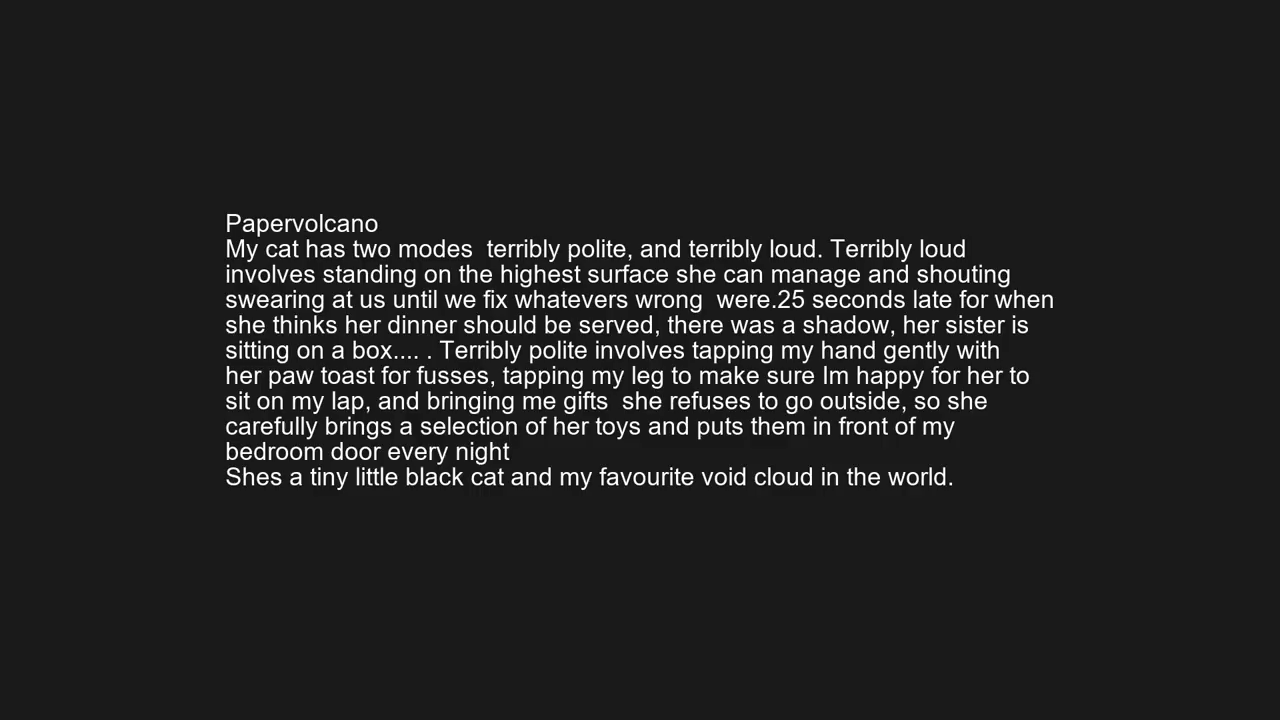 Papervolcano
My cat has two modes  terribly polite, and terribly loud. Terribly loud
involves standing on the highest surface she can manage and shouting
swearing at us until we fix whatevers wrong  were.25 seconds late for when
she thinks her dinner should be served, there was a shadow, her sister is
sitting on a box.... . Terribly polite involves tapping my hand gently with
her paw toast for fusses, tapping my leg to make sure Im happy for her to
sit on my lap, and bringing me gifts  she refuses to go outside, so she
carefully brings a selection of her toys and puts them in front of my
bedroom door every night
Shes a tiny little black cat and my favourite void cloud in the world.